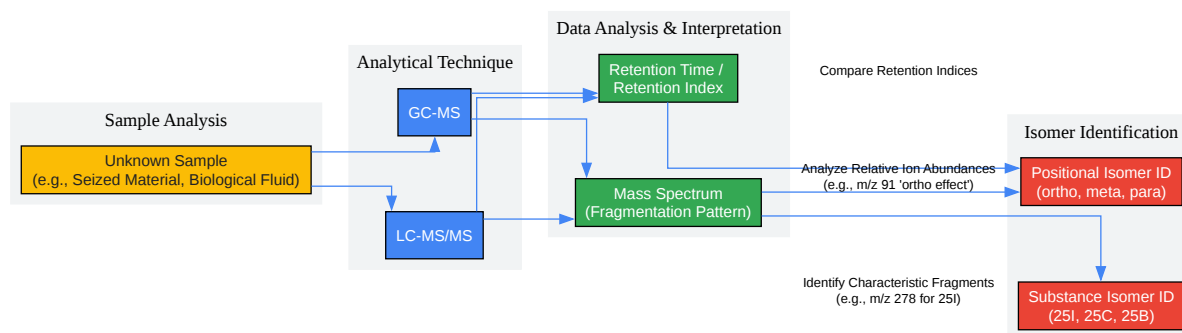 Sample Analysis
Unknown Sample
(e.g., Seized Material, Biological Fluid)
Analytical Technique
GC-MS
LC-MS/MS
Data Analysis & Interpretation
Retention Time /
Retention Index
Mass Spectrum
(Fragmentation Pattern)
Compare Retention Indices
Analyze Relative Ion Abundances
(e.g., m/z 91 'ortho effect')
Identify Characteristic Fragments
(e.g., m/z 278 for 25I)
Isomer Identification
Positional Isomer ID
(ortho, meta, para)
Substance Isomer ID
(25I, 25C, 25B)